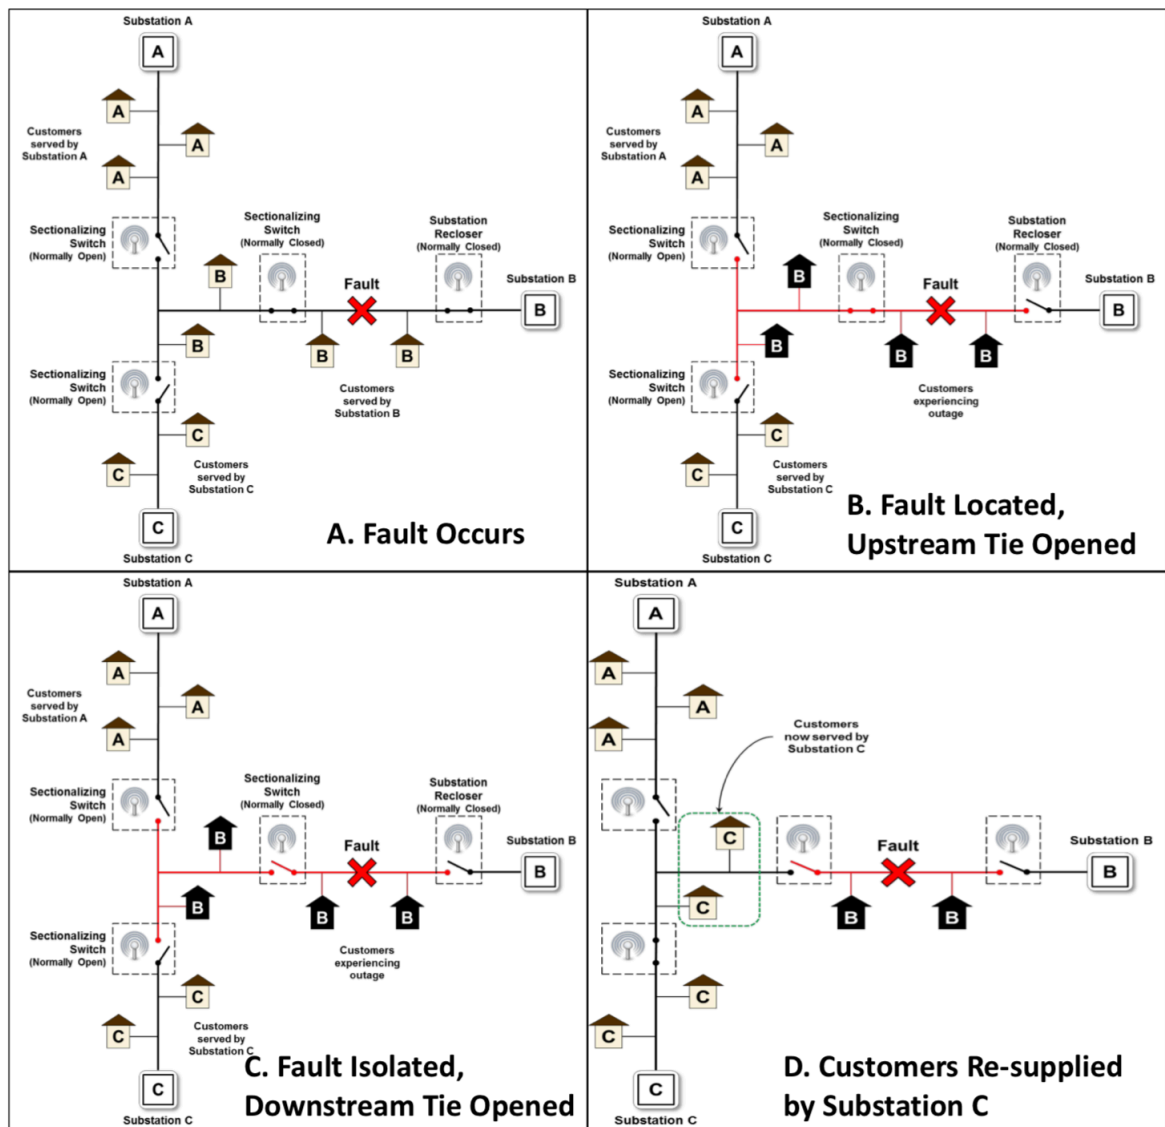 Substation A
A
A
Customers
served by
Substation A
A
A
Sectionalizing
Switch
(Normally Open)
Sectionalizing
Switch
(Normally Closed)
Substation
Recloser
(Normally Closed)
B
Fault
Substation B
B
B
B
B
Sectionalizing
Switch
(Normally Open)
Customers
served by
Substation B
C
C
Customers
served by
Substation C
C
Substation C
A. Fault Occurs
Substation A
A
A
Customers
served by
Substation A
A
A
Sectionalizing
Switch
(Normally Open)
Sectionalizing
Switch
(Normally Closed)
Substation
Recloser
(Normally Closed)
B
Fault
Substation B
B
B
B
B
Sectionalizing
Switch
(Normally Open)
Customers
experiencing
outage
C
C
Customers
served by
Substation C
C
Substation C
B. Fault Located,
Upstream Tie Opened
Substation A
A
A
Customers
served by
Substation A
A
A
Sectionalizing
Switch
(Normally Open)
Sectionalizing
Switch
(Normally Closed)
Substation
Recloser
(Normally Closed)
B
Fault
Substation B
B
B
B
B
Sectionalizing
Switch
(Normally Open)
Customers
experiencing
outage
C
C
Customers
served by
Substation C
C
Substation C
C. Fault Isolated,
Downstream Tie Opened
Substation A
A
A
A
A
Customers
now served by
Substation C
C
Fault
Substation B
B
C
B
B
C
C
C
Substation C
D. Customers Re-supplied
by Substation C